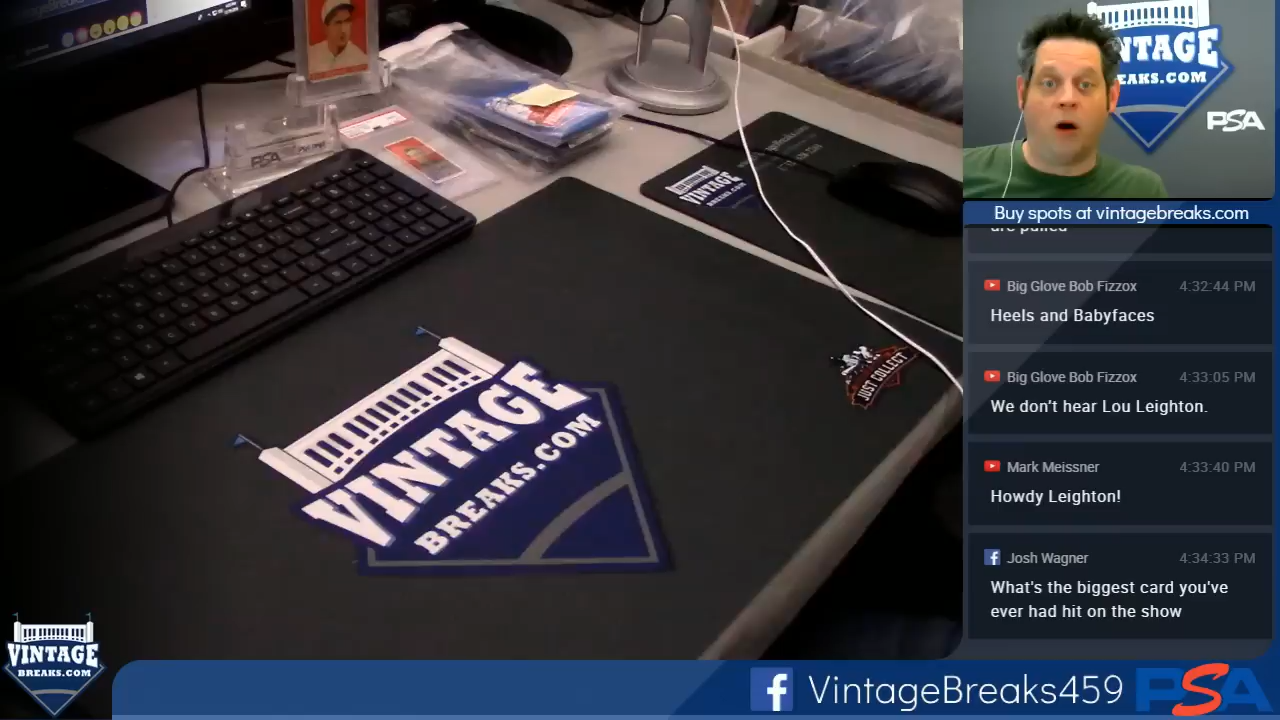 VINTAGE
BREAKS.COM
PSA
Buy spots at vintagebreaks.com
are pulled
Big Glove Bob Fizzox 4:32:44 PM
Heels and Babyfaces
Big Glove Bob Fizzox 4:33:05 PM
We don't hear Lou Leighton.
Mark Meissner 4:33:40 PM
Howdy Leighton!
Josh Wagner 4:34:33 PM
What's the biggest card you've
ever had hit on the show
PSA
VINTAGE
BREAKS.COM
JUST COLLECT
VINTAGE
BREAKS.COM
VINTAGE
BREAKS.COM
VintageBreaks459
PSA